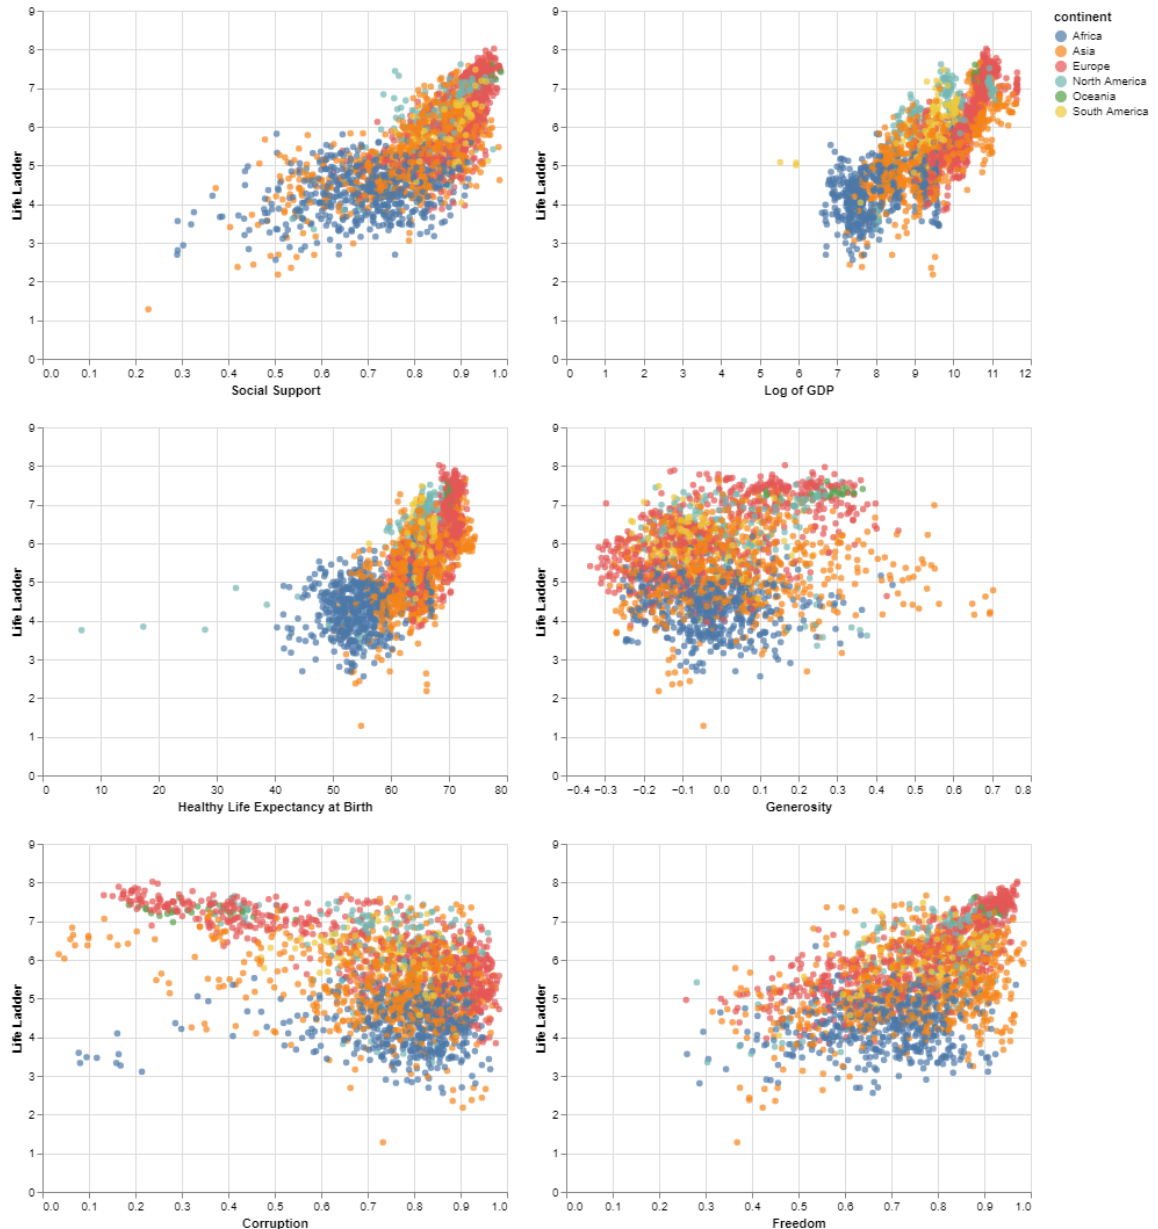 9
8
7
6
5
4
3
2
1
0
Life Ladder
0.0 0.1 0.2 0.3 0.4 0.5 0.6 0.7 0.8 0.9 1.0
Social Support
9
8
7
6
5
4
3
2
1
0
Life Ladder
0 1 2 3 4 5 6 7 8 9 10 11 12
Log of GDP
continent
Africa
Asia
Europe
North America
Oceania
South America
9
8
7
6
5
4
3
2
1
0
Life Ladder
0 10 20 30 40 50 60 70 80
Healthy Life Expectancy at Birth
9
8
7
6
5
4
3
2
1
0
Life Ladder
−0.4 −0.3 −0.2 −0.1 0.0 0.1 0.2 0.3 0.4 0.5 0.6 0.7 0.8
Generosity
9
8
7
6
5
4
3
2
1
0
Life Ladder
0.0 0.1 0.2 0.3 0.4 0.5 0.6 0.7 0.8 0.9 1.0
Corruption
9
8
7
6
5
4
3
2
1
0
Life Ladder
0.0 0.1 0.2 0.3 0.4 0.5 0.6 0.7 0.8 0.9 1.0
Freedom